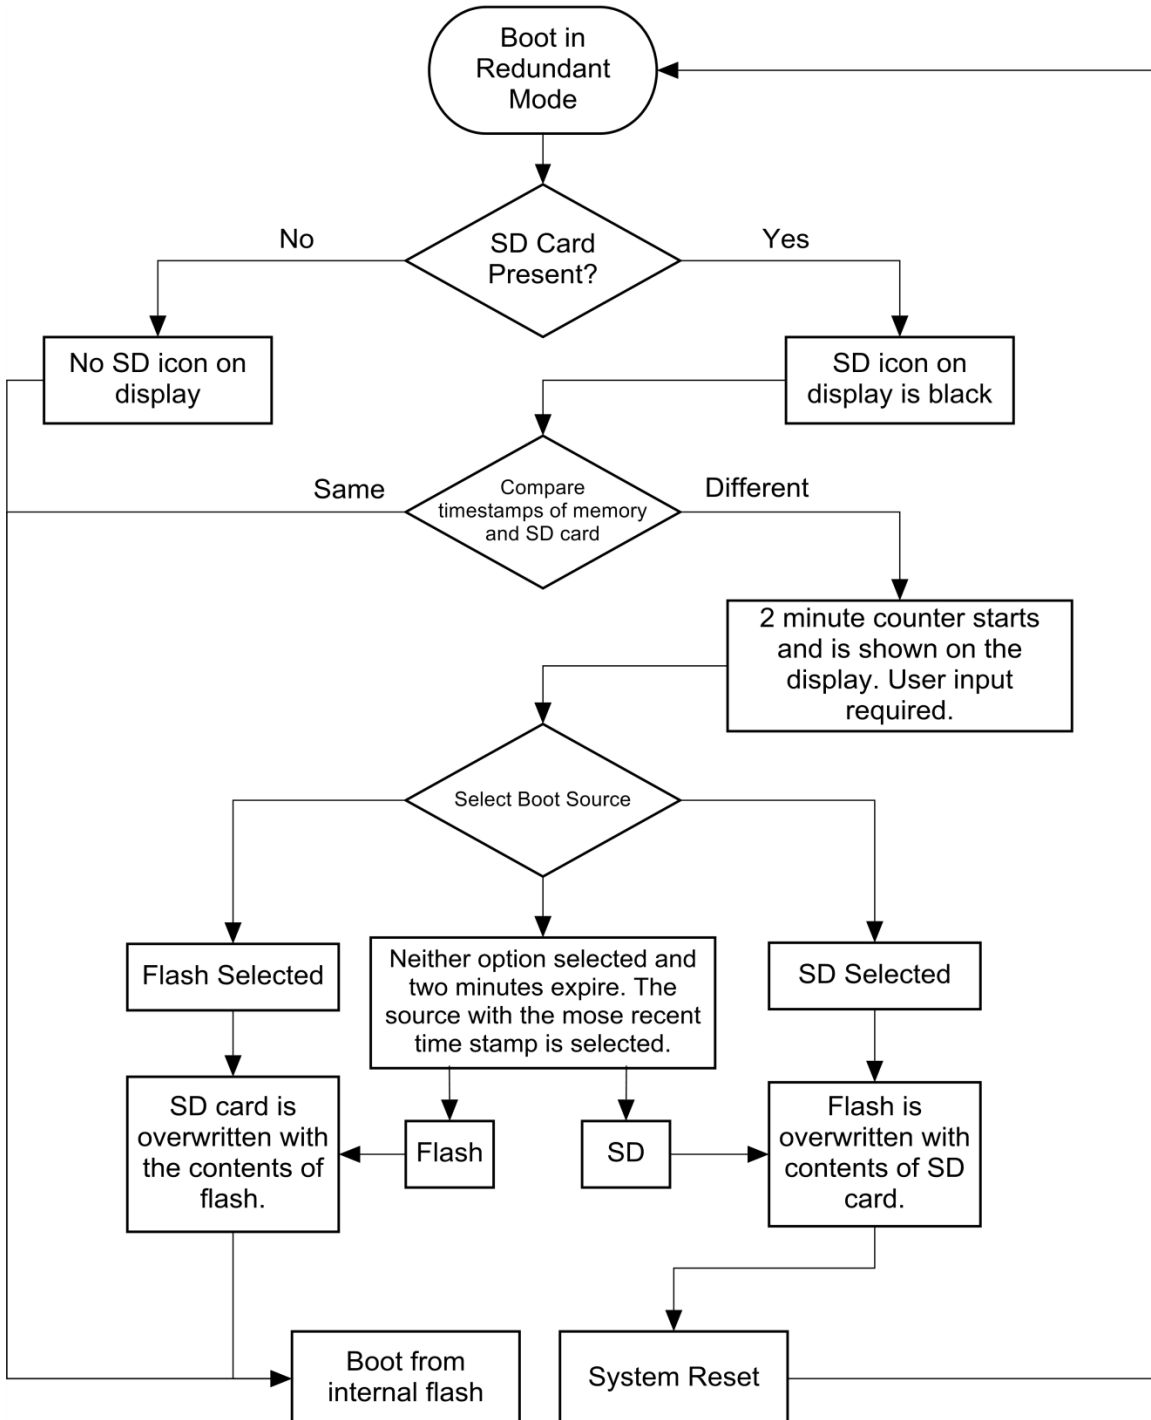 Boot in
Redundant
Mode
No
Yes
SD Card
Present?
No SD icon on
display
SD icon on
display is black
Same
Different
Compare
timestamps of memory
and SD card
2 minute counter starts
and is shown on the
display. User input
required.
Select Boot Source
Flash Selected
Neither option selected and
two minutes expire. The
source with the mose recent
time stamp is selected.
SD Selected
SD card is
overwritten with
the contents of
flash.
Flash
SD
Flash is
overwritten with
contents of SD
card.
Boot from
internal flash
System Reset